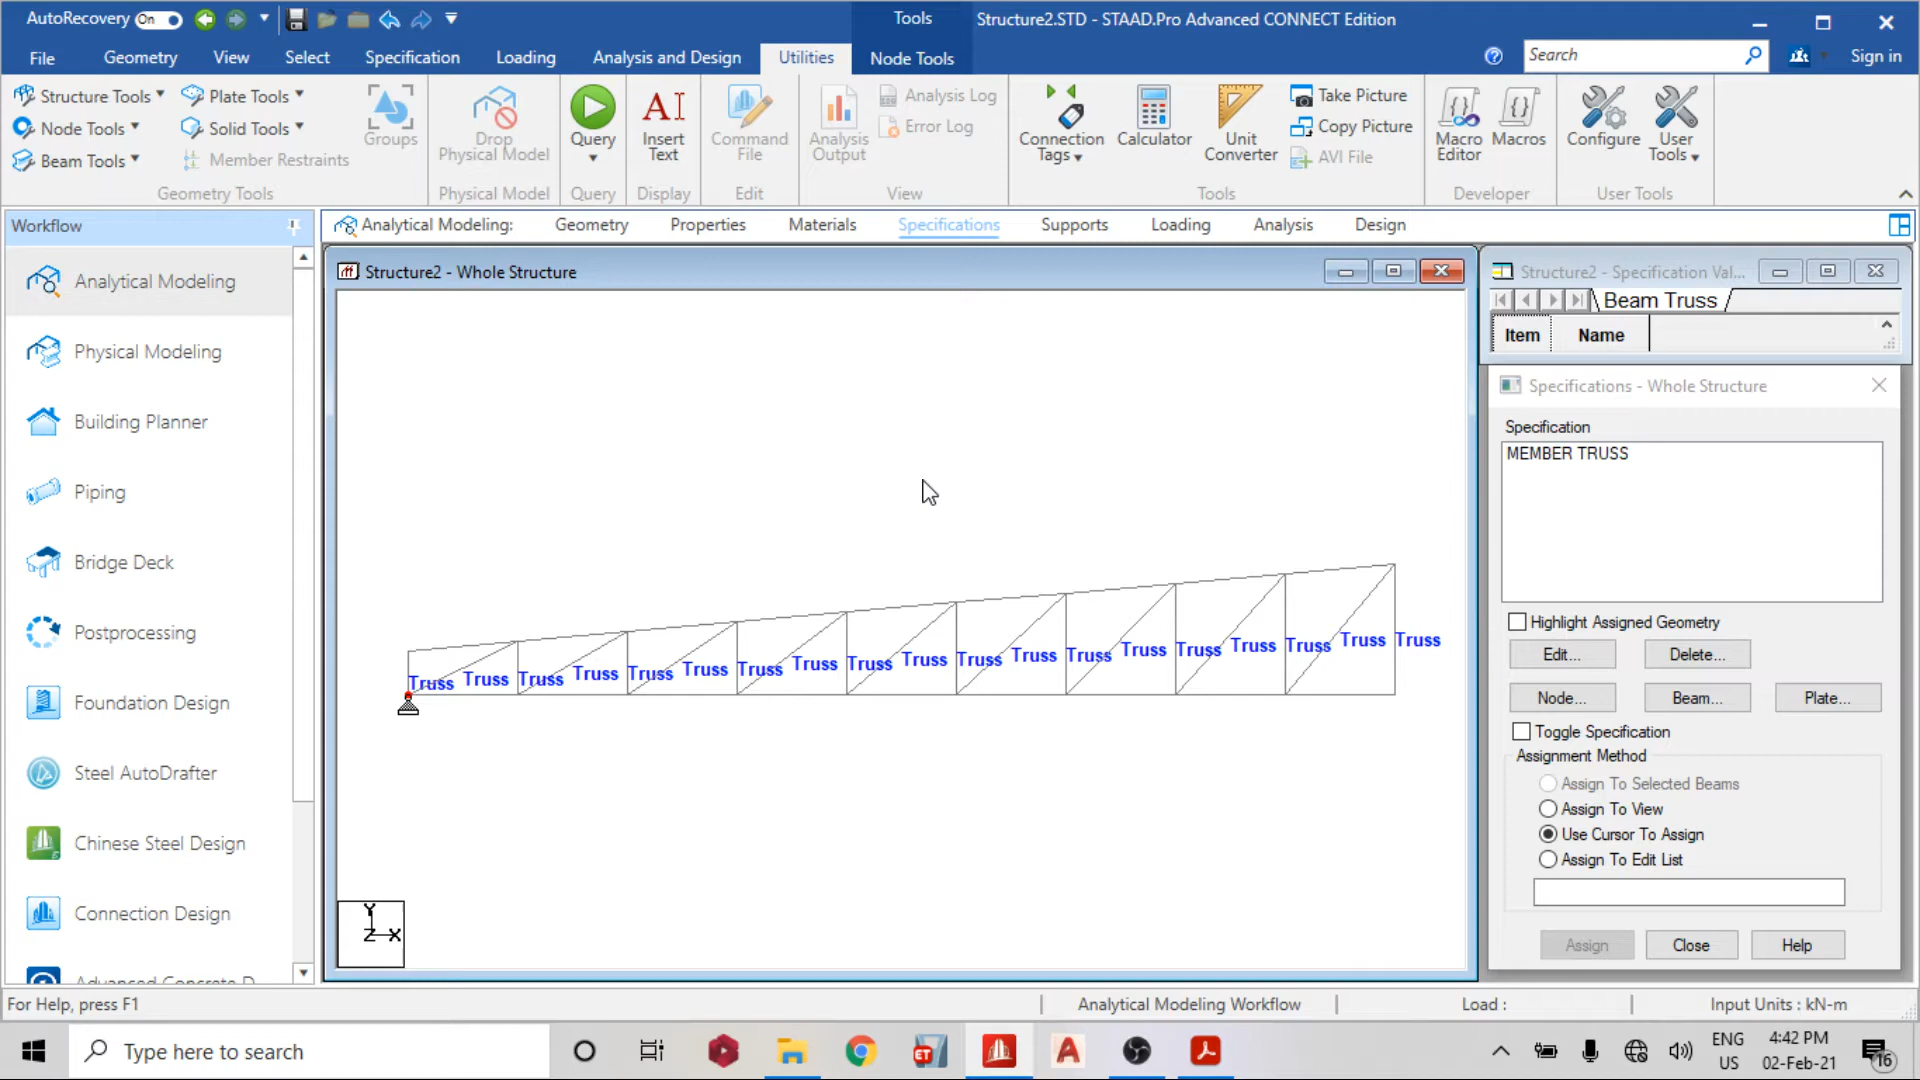 AutoRecovery On
Tools
Structure2.STD - STAAD.Pro Advanced CONNECT Edition
File Geometry View Select Specification Loading Analysis and Design Utilities Node Tools
Search
Sign in
Structure Tools
Node Tools
Beam Tools
Plate Tools
Solid Tools
Member Restraints
Groups
Geometry Tools
Drop
Physical Model
Physical Model
Query
Query
Insert
Text
Display
Command
File
Edit
Analysis
Output
Analysis Log
Error Log
View
Connection
Tags
Calculator
Unit
Converter
Take Picture
Copy Picture
AVI File
Tools
Macro
Editor
Macros
Developer
Configure
User
Tools
User Tools
Workflow
Analytical Modeling
Physical Modeling
Building Planner
Piping
Bridge Deck
Postprocessing
Foundation Design
Steel AutoDrafter
Chinese Steel Design
Connection Design
Analytical Modeling: Geometry Properties Materials Specifications Supports Loading Analysis Design
Structure2 - Whole Structure
Truss Truss Truss Truss Truss Truss Truss Truss Truss Truss Truss Truss Truss Truss Truss Truss Truss Truss Truss
Y
Z X
Structure2 - Specification Val...
Beam Truss
Item Name
Specifications - Whole Structure
Specification
MEMBER TRUSS
Highlight Assigned Geometry
Edit... Delete...
Node... Beam... Plate...
Toggle Specification
Assignment Method
Assign To Selected Beams
Assign To View
Use Cursor To Assign
Assign To Edit List
Assign Close Help
For Help, press F1
Analytical Modeling Workflow
Load :
Input Units : kN-m
Type here to search
ET
ENG
US
4:42 PM
02-Feb-21
16